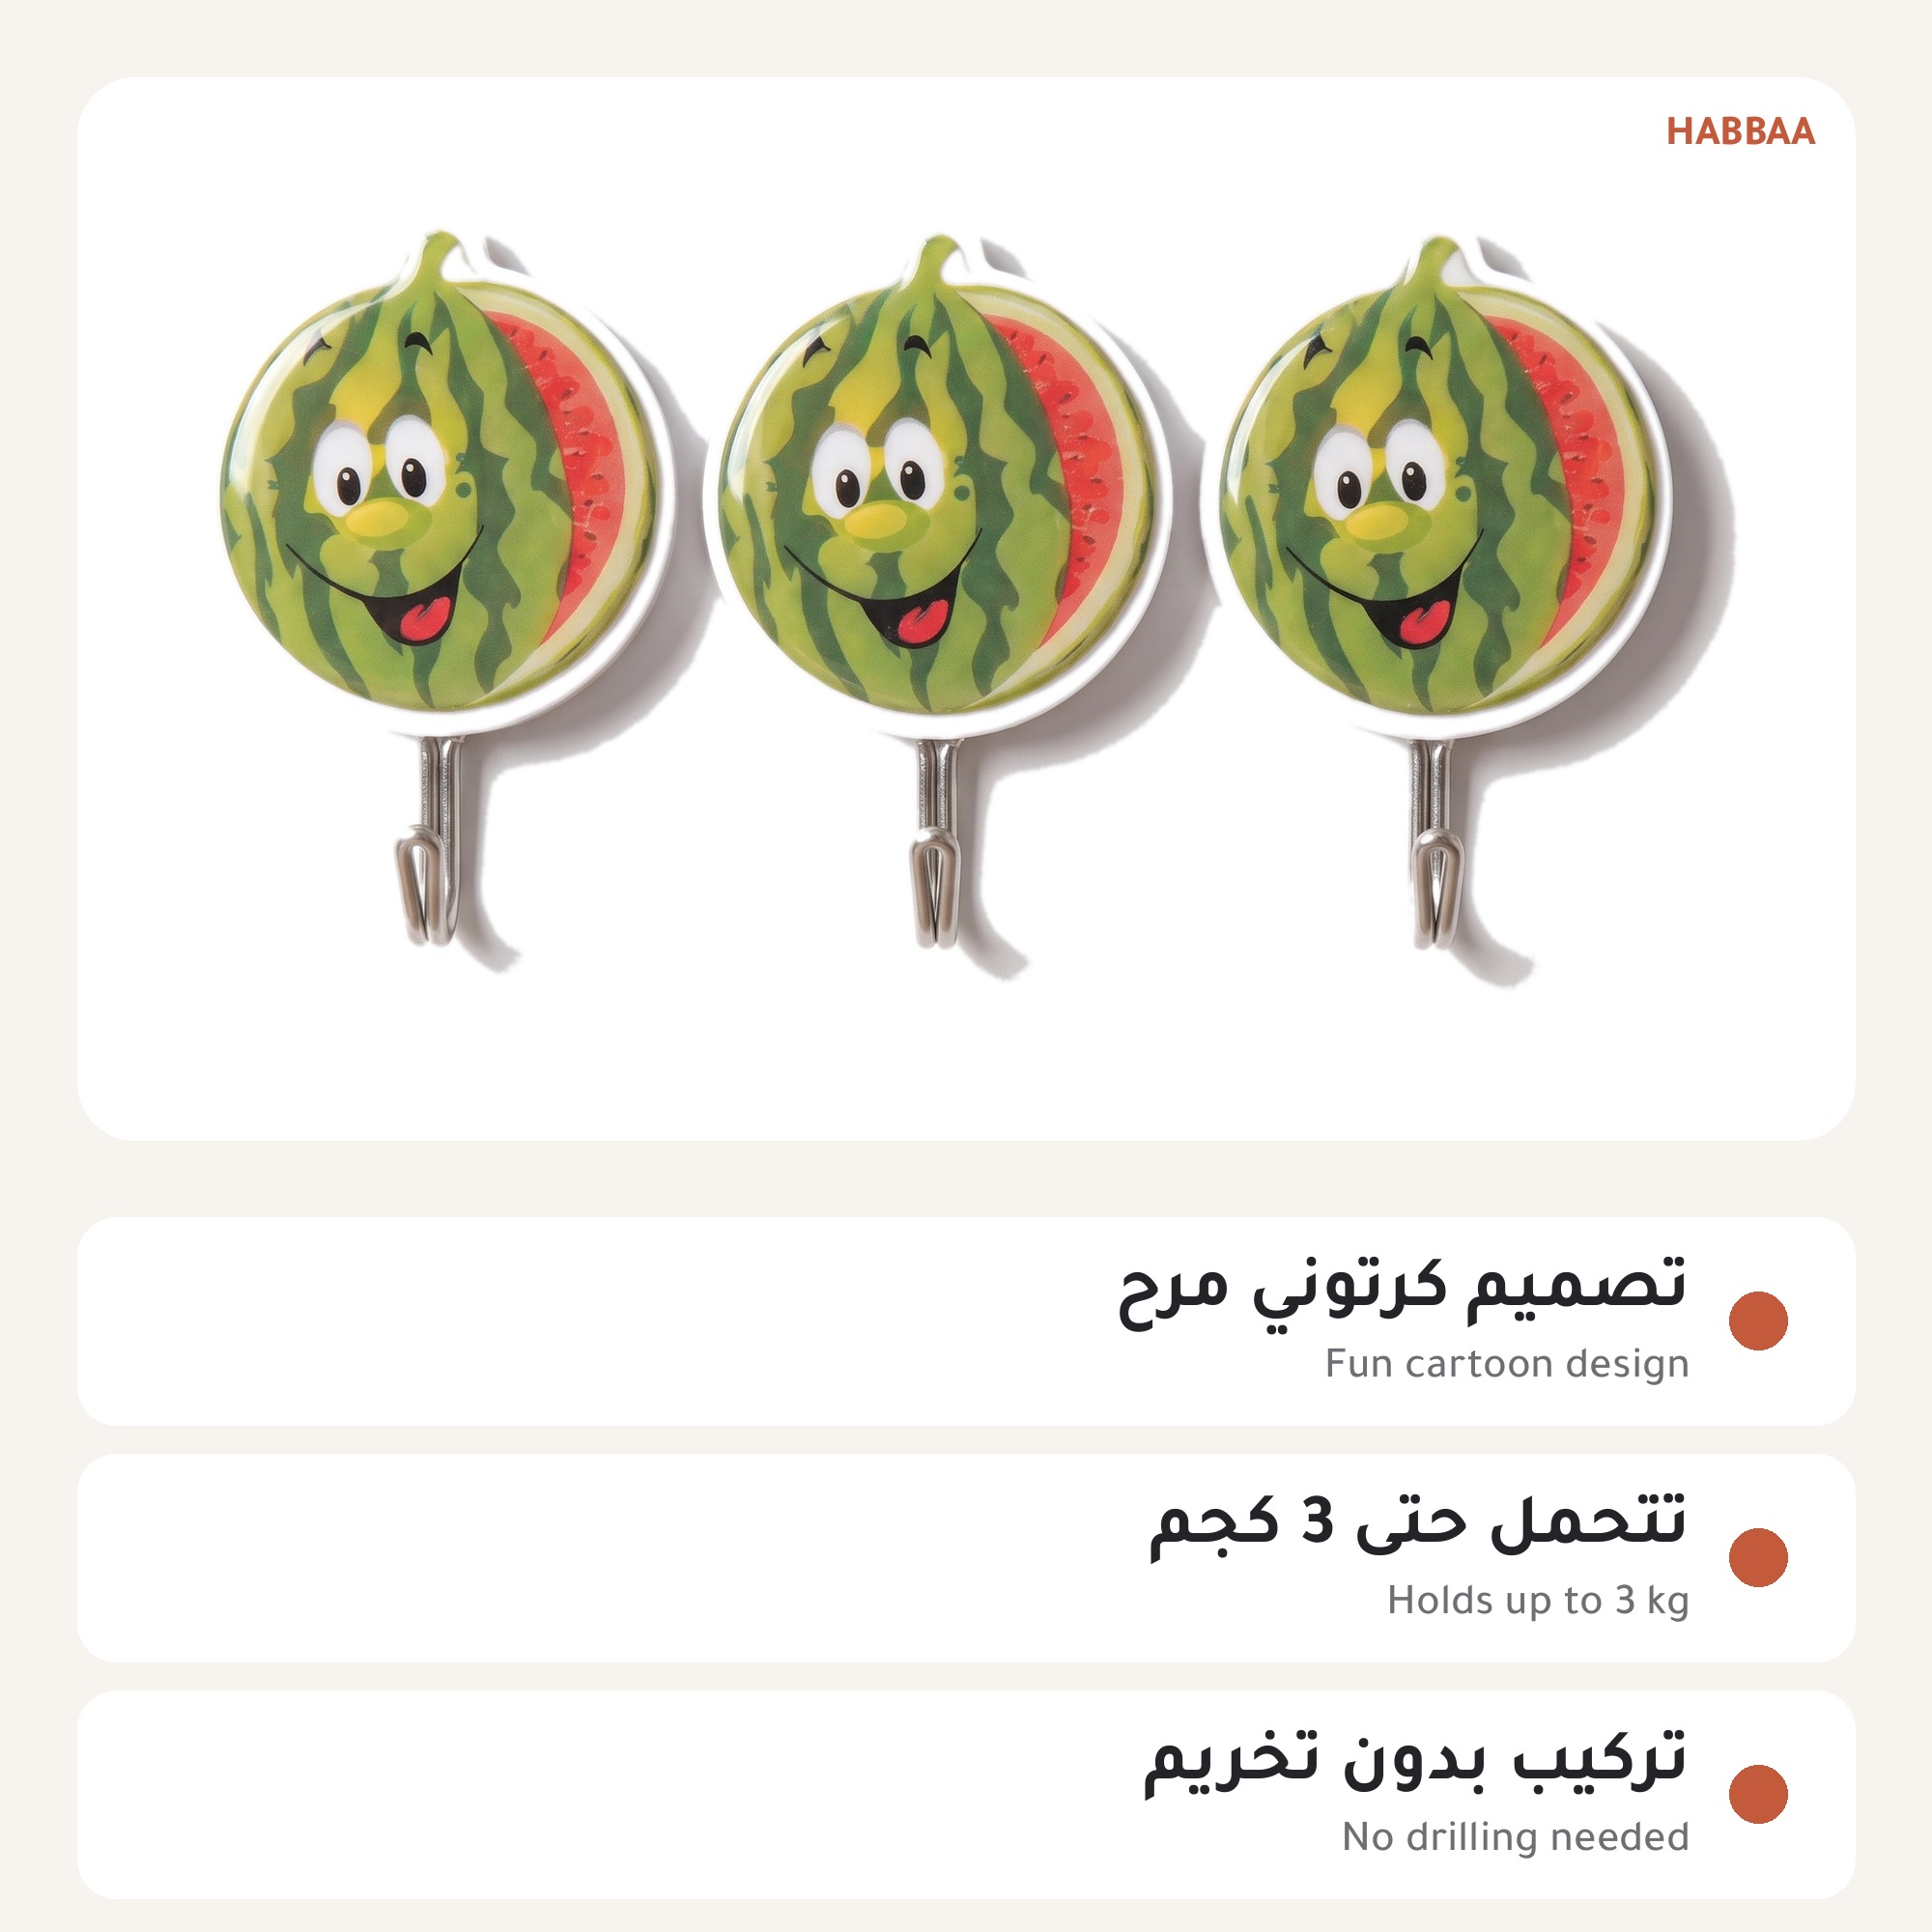 HABBAA
تصميم كرتوني مرح
Fun cartoon design
تتحمل حتى 3 كجم
Holds up to 3 kg
تركيب بدون تخريم
No drilling needed